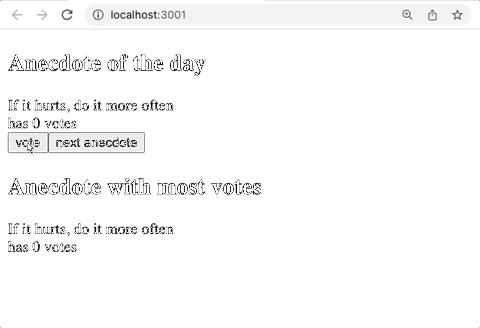 localhost:3001
Anecdote of the day
If it hurts, do it more often
has 0 votes
vote next anecdote
Anecdote with most votes
If it hurts, do it more often
has 0 votes